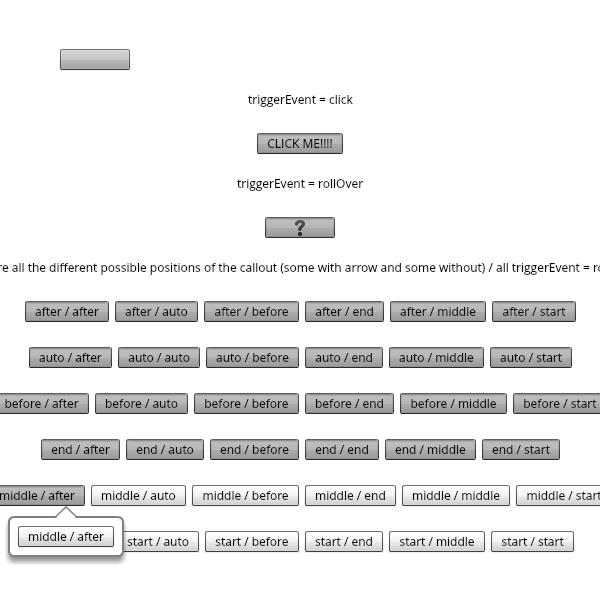 triggerEvent = click
CLICK ME!!!!
triggerEvent = rollOver
?
all the different possible positions of the callout (some with arrow and some without) / all triggerEvent =
after / after after / auto after / before after / end after / middle after / start
auto / after auto / auto auto / before auto / end auto / middle auto / start
before / after before / auto before / before before / end before / middle before / start
end / after end / auto end / before end / end end / middle end / start
middle / after middle / auto middle / before middle / end middle / middle middle / start
middle / after
start / auto start / before start / end start / middle start / start